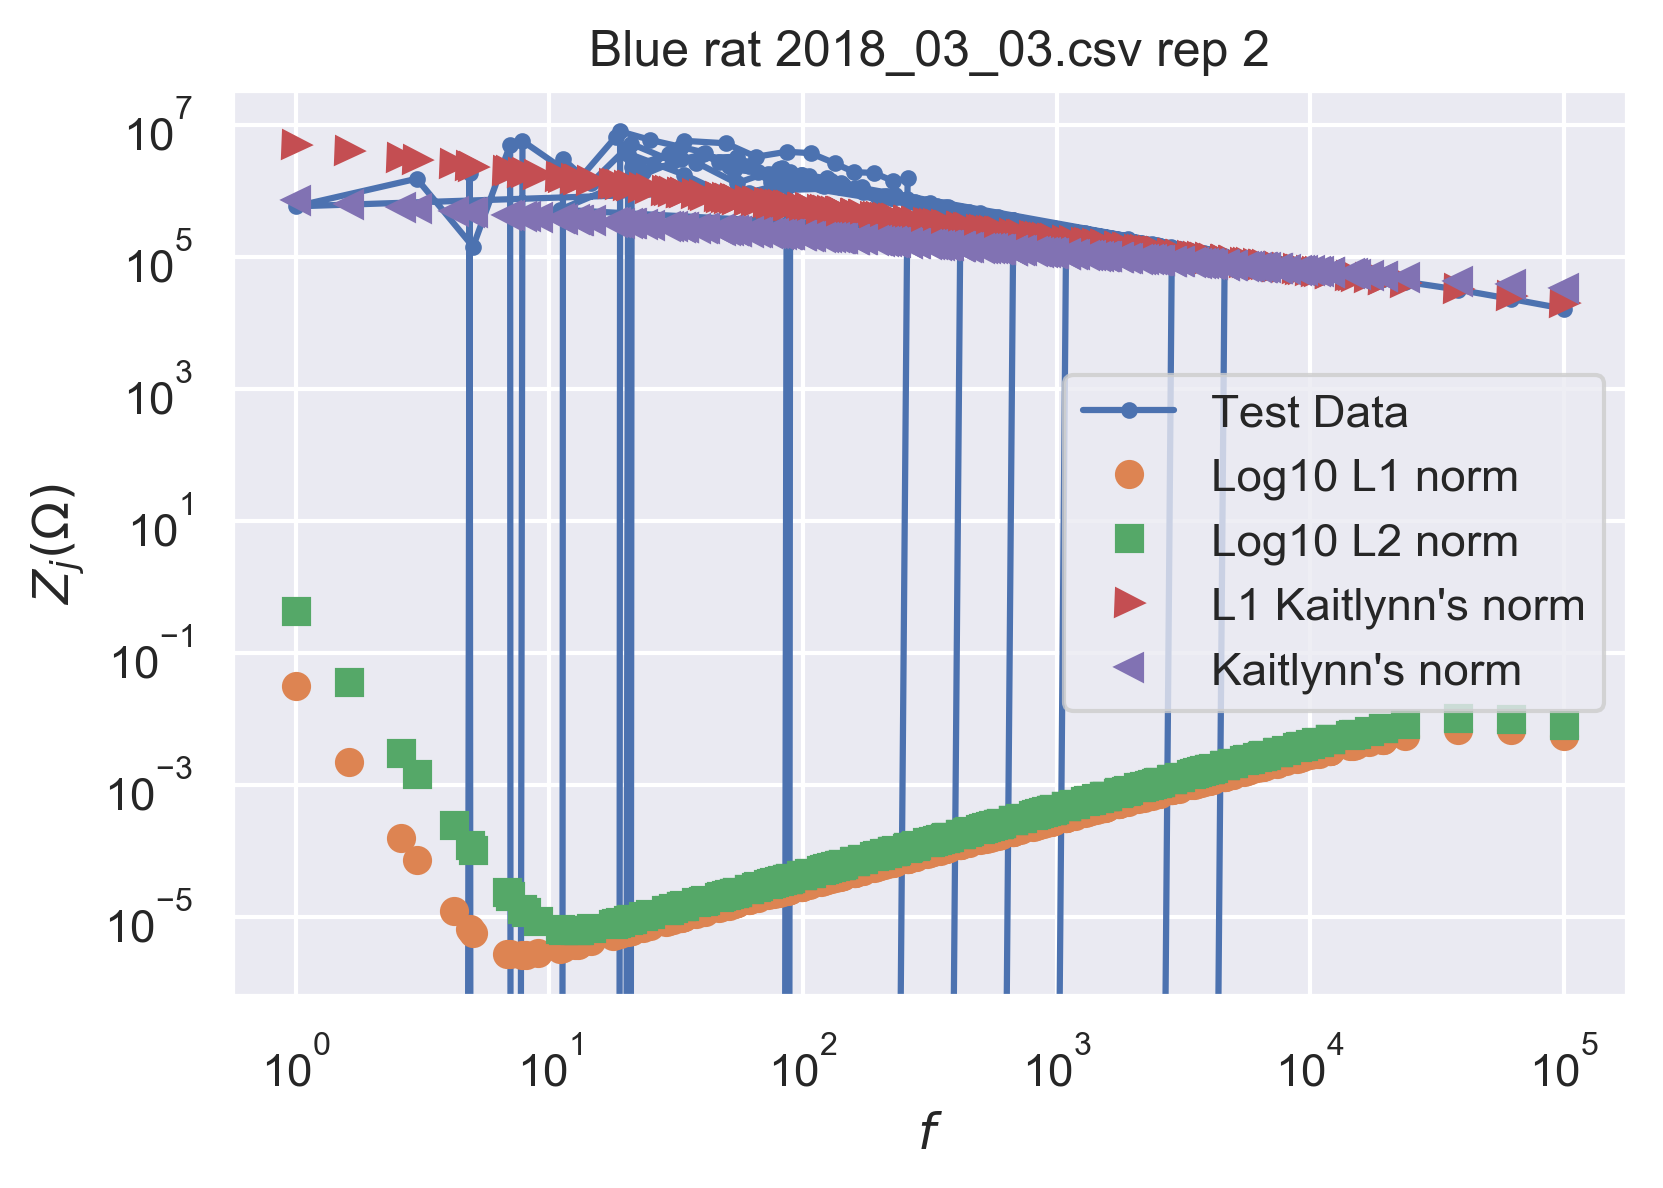 Blue rat 2018_03_03.csv rep 2
10^7
10^5
10^3
10^1
10^−1
10^−3
10^−5
Z_j(Ω)
Test Data
Log10 L1 norm
Log10 L2 norm
L1 Kaitlynn's norm
Kaitlynn's norm
10^0 10^1 10^2 10^3 10^4 10^5
f